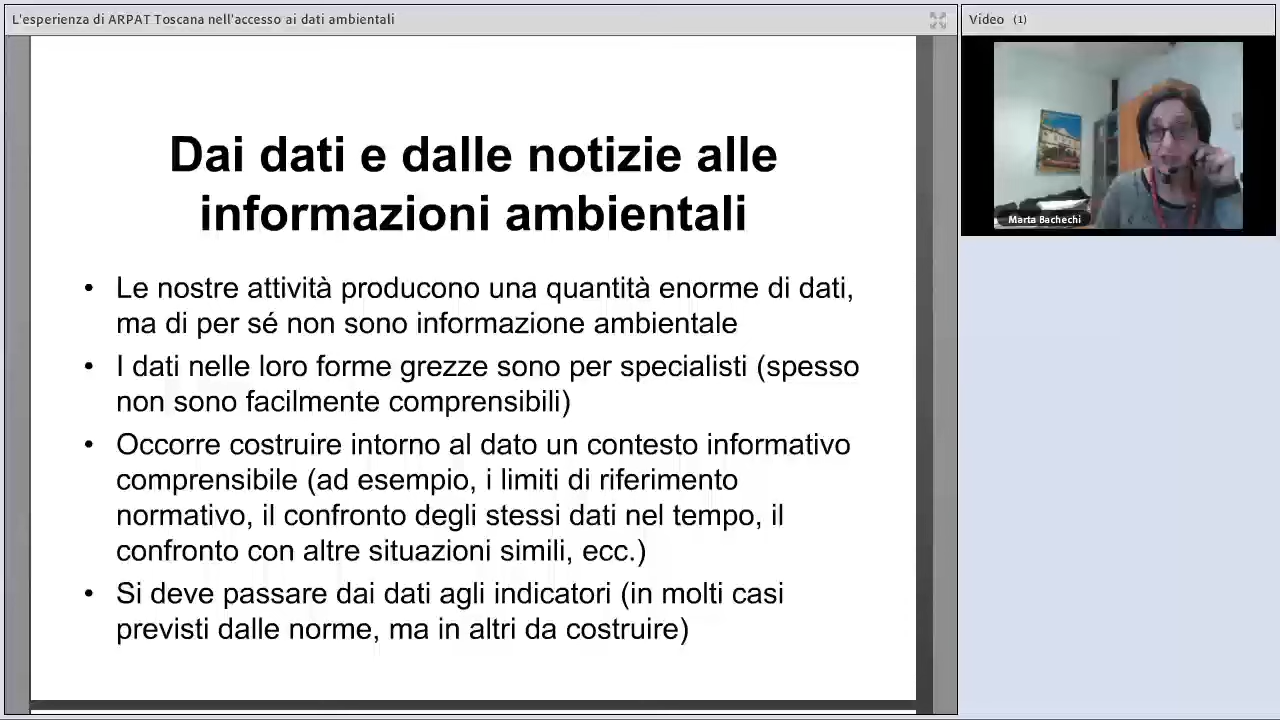 L'esperienza di ARPAT Toscana nell'accesso ai dati ambientali
Video (1)
Marta Bachechi
Dai dati e dalle notizie alle
informazioni ambientali
• Le nostre attività producono una quantità enorme di dati,
ma di per sé non sono informazione ambientale
• I dati nelle loro forme grezze sono per specialisti (spesso
non sono facilmente comprensibili)
• Occorre costruire intorno al dato un contesto informativo
comprensibile (ad esempio, i limiti di riferimento
normativo, il confronto degli stessi dati nel tempo, il
confronto con altre situazioni simili, ecc.)
• Si deve passare dai dati agli indicatori (in molti casi
previsti dalle norme, ma in altri da costruire)